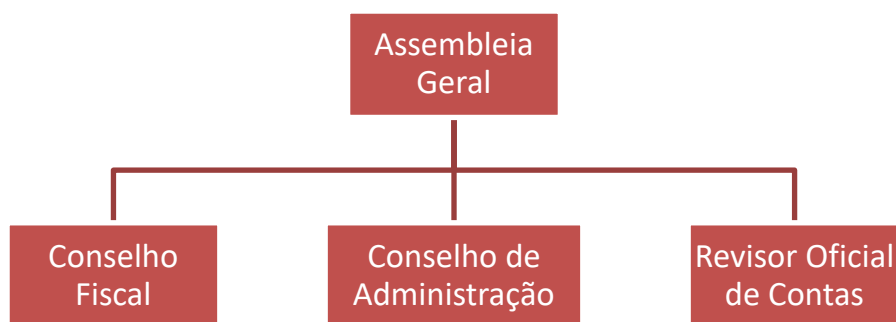 Assembleia
Geral
Conselho
Fiscal
Conselho de
Administração
Revisor Oficial
de Contas